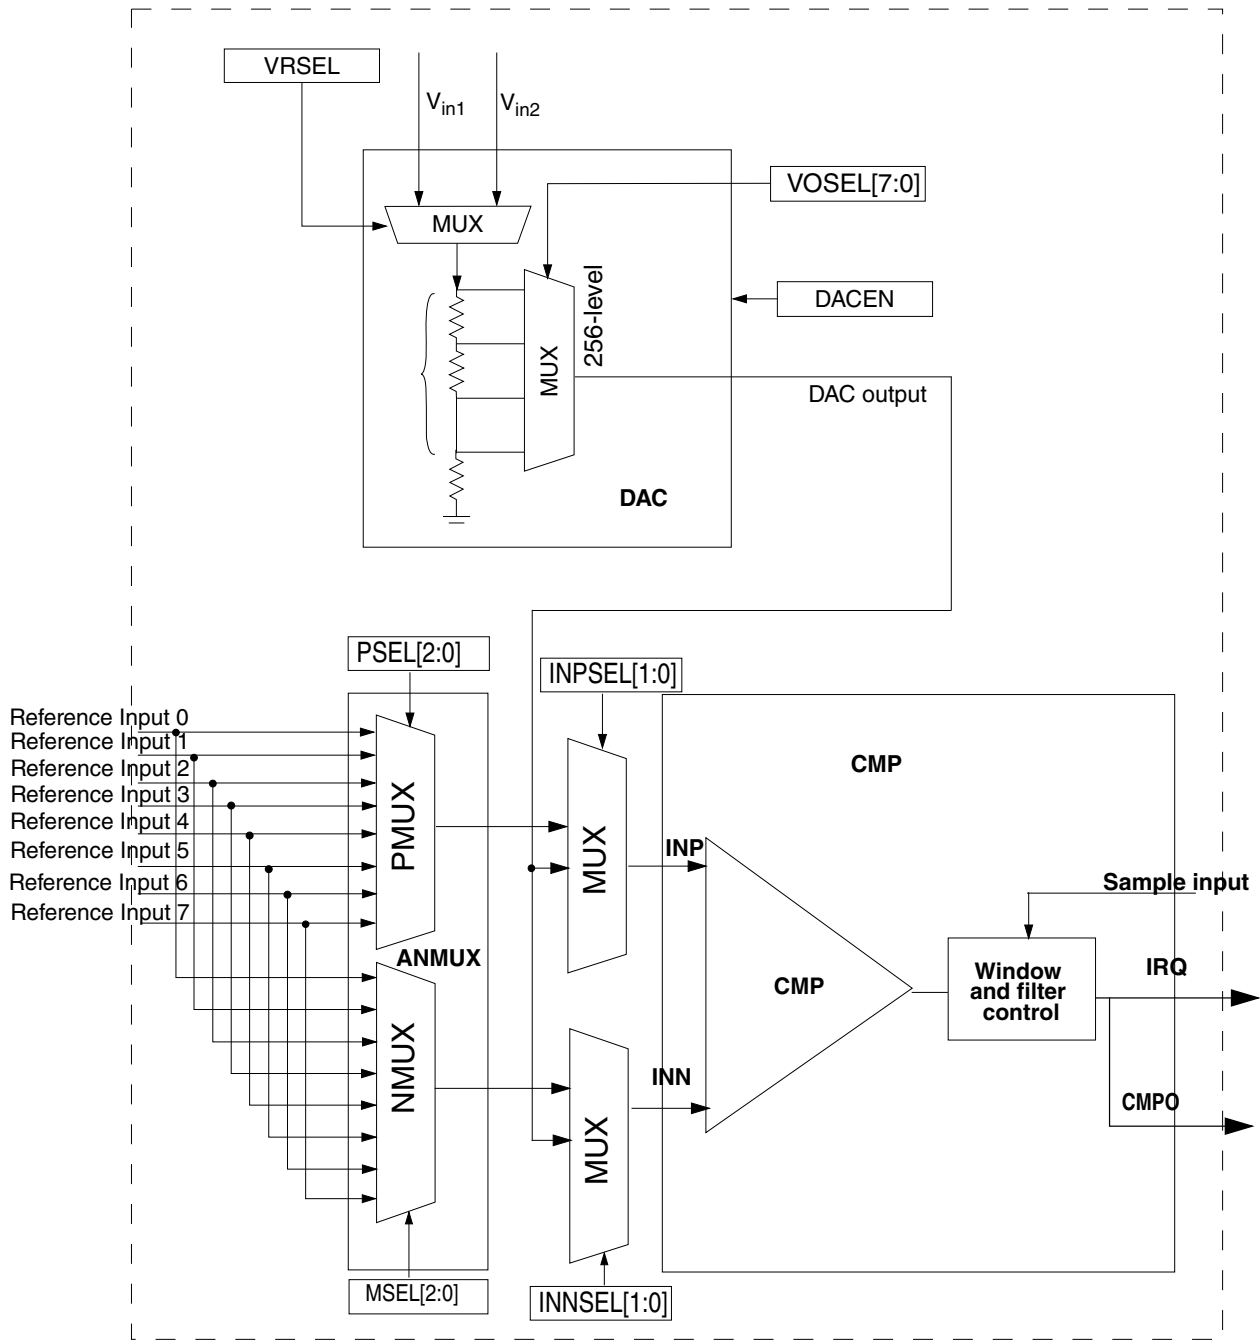 VRSEL
Vin1
Vin2
VOSEL[7:0]
MUX
DACEN
256-level
MUX
DAC output
DAC
PSEL[2:0]
INPSEL[1:0]
Reference Input 0
Reference Input 1
Reference Input 2
Reference Input 3
Reference Input 4
Reference Input 5
Reference Input 6
Reference Input 7
PMUX
MUX
CMP
INP
Sample input
ANMUX
CMP
Window
and filter
control
IRQ
NMUX
MUX
INN
CMPO
MSEL[2:0]
INNSEL[1:0]